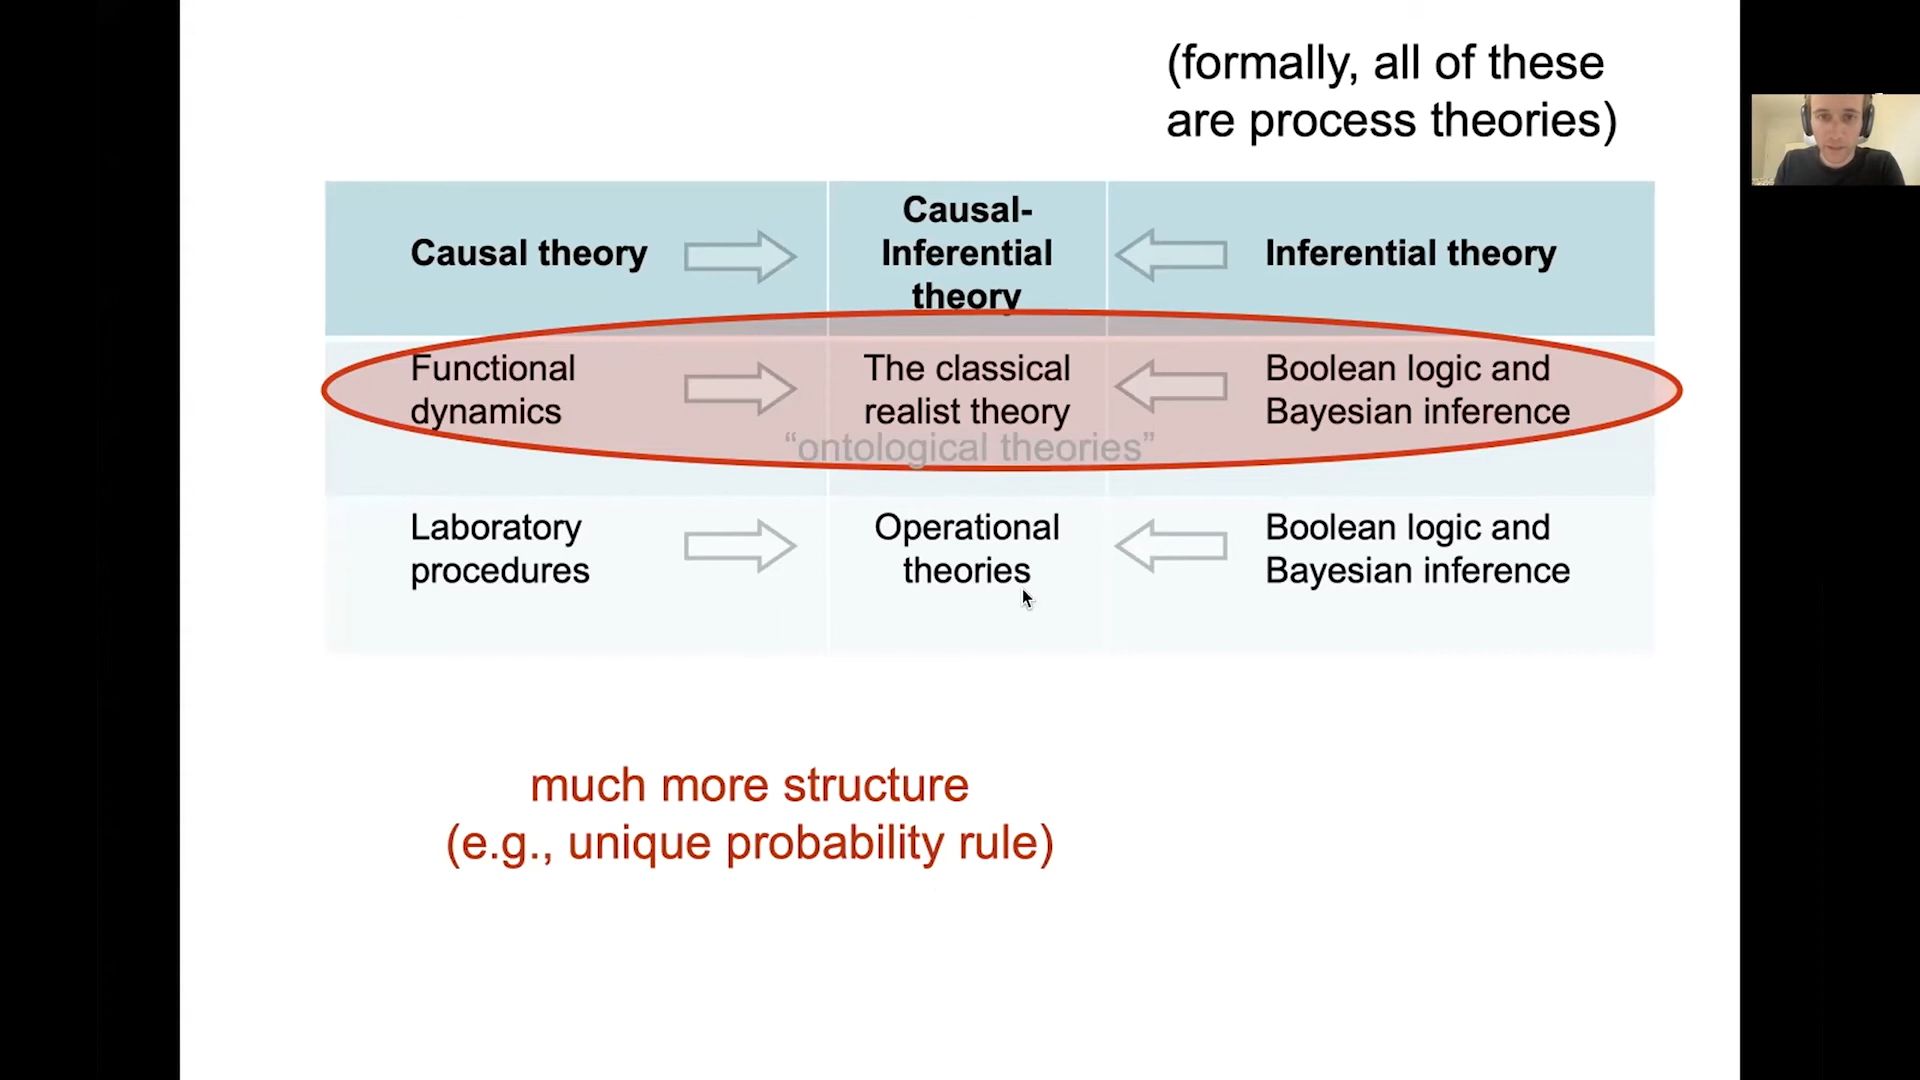 (formally, all of these
are process theories)
Causal theory
Causal-
Inferential
theory
Inferential theory
Functional
dynamics
The classical
realist theory
Boolean logic and
Bayesian inference
“ontological theories”
Laboratory
procedures
Operational
theories
Boolean logic and
Bayesian inference
much more structure
(e.g., unique probability rule)